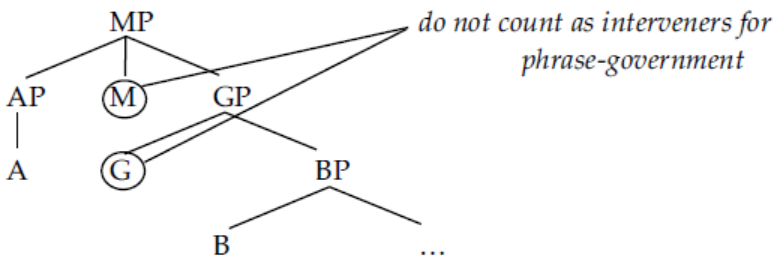 MP
do not count as interveners for
phrase-government
AP M GP
A G BP
B ...